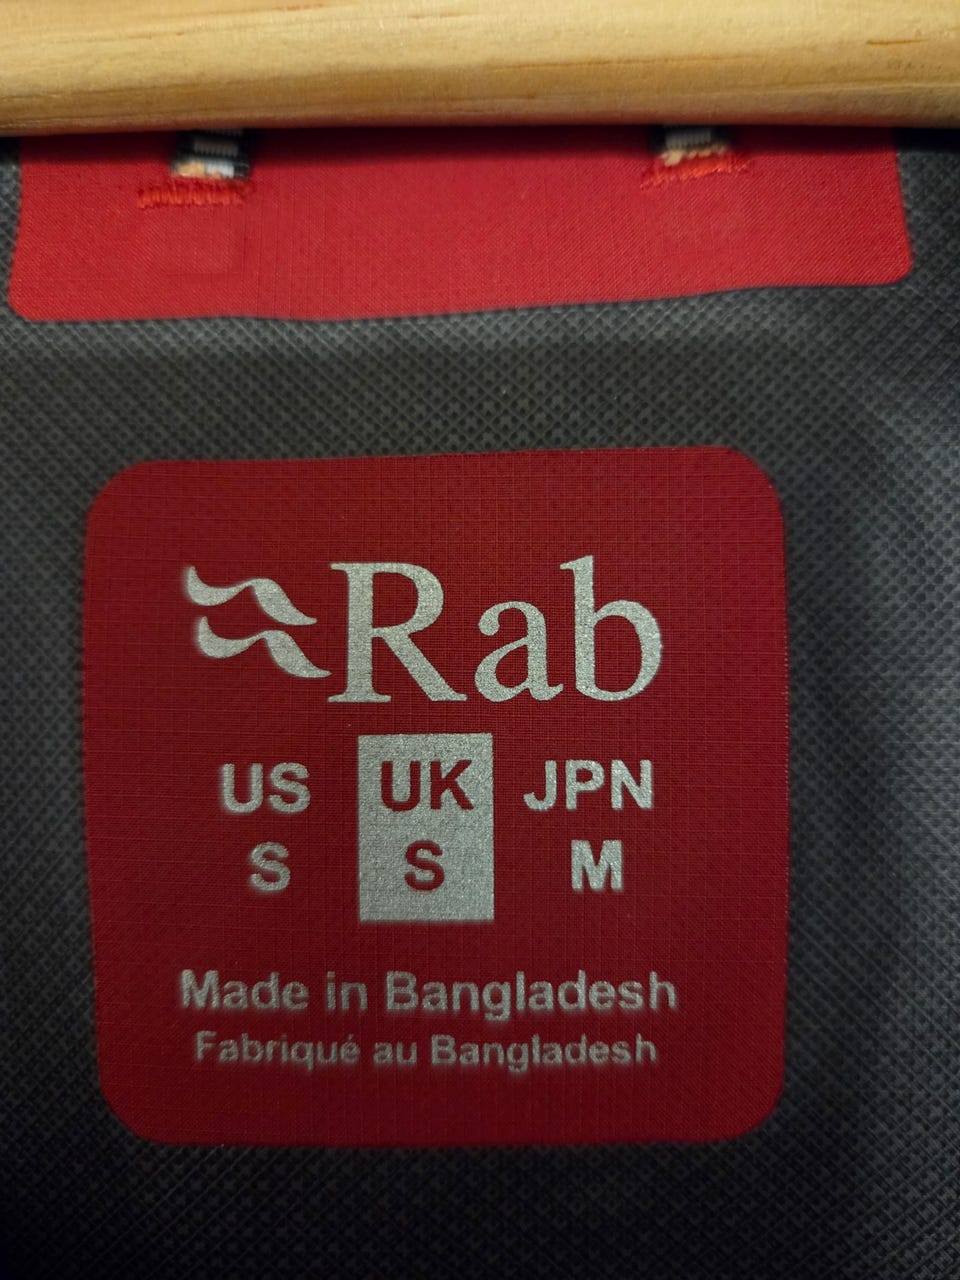 Rab
US UK JPN
S S M
Made in Bangladesh
Fabriqué au Bangladesh